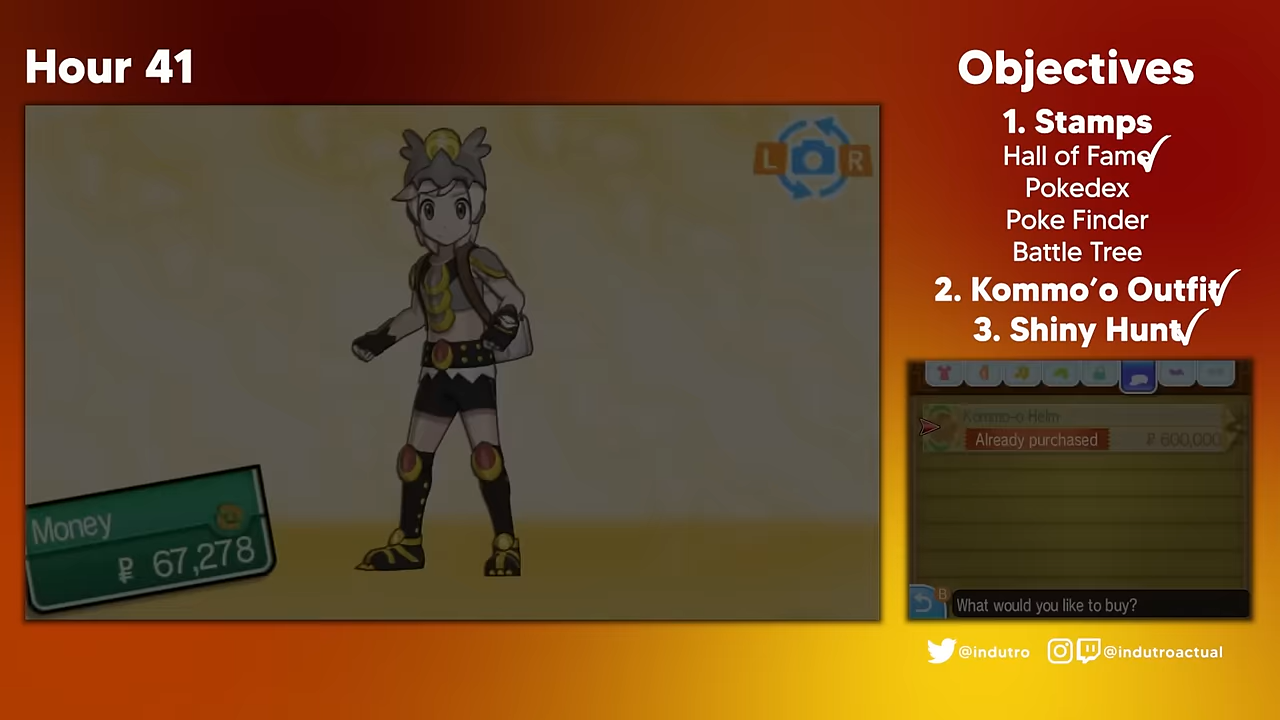 Hour 41
Objectives
1. Stamps
Hall of Fame
Pokedex
Poke Finder
Battle Tree
2. Kommo’o Outfit
3. Shiny Hunt
L R
Money
₽ 67,278
Kommo-o Helm
Already purchased ₽ 600,000
B
What would you like to buy?
@indutro @indutroactual